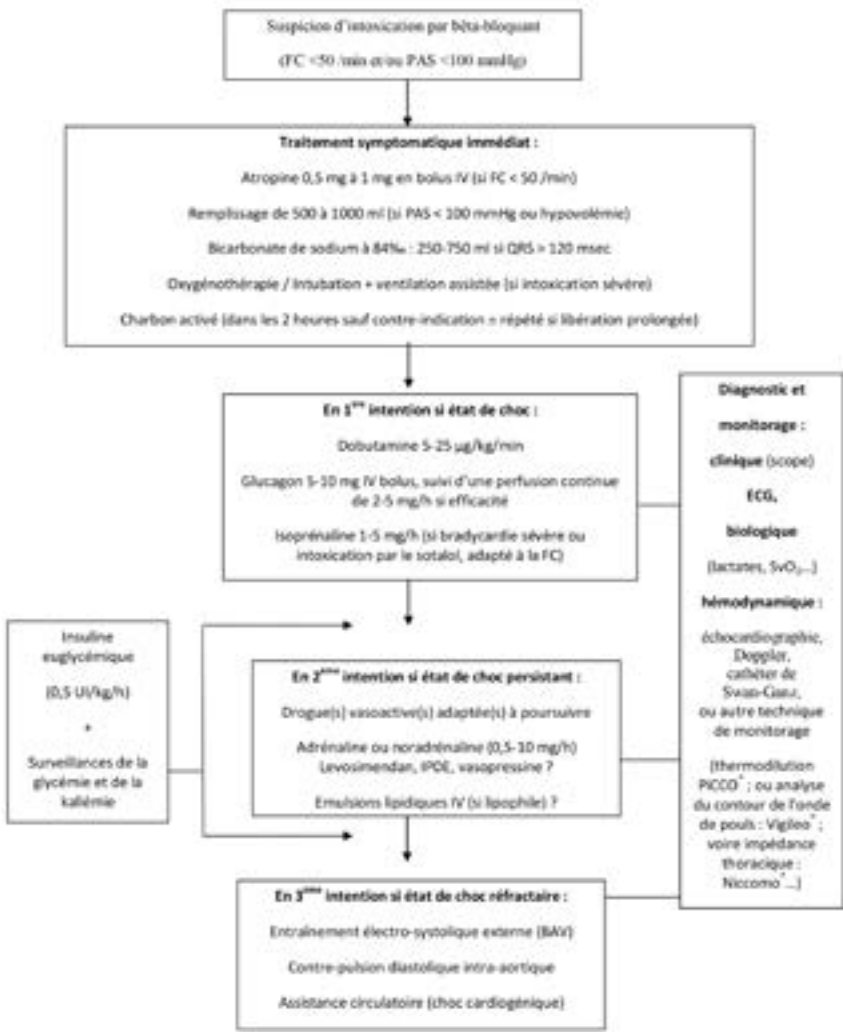 Suspicion d'intoxication par bêta-bloquant
(FC <50 /min et/ou PAS <100 mmHg)
Traitement symptomatique immédiat :
Atropine 0,5 mg à 1 mg en bolus IV (si FC < 50 /min)
Remplissage de 500 à 1000 ml (si PAS < 100 mmHg ou hypovolémie)
Bicarbonate de sodium à 84‰ : 250-750 ml si QRS > 120 msec
Oxygénothérapie / Intubation + ventilation assistée (si intoxication sévère)
Charbon activé (dans les 2 heures sauf contre-indication ± répété si libération prolongée)
En 1ère intention si état de choc :
Dobutamine 5-25 µg/kg/min
Glucagon 5-10 mg IV bolus, suivi d'une perfusion continue
de 2-5 mg/h si efficacité
Isoprénaline 1-5 mg/h (si bradycardie sévère ou
intoxication par le sotalol, adapté à la FC)
Diagnostic et
monitorage :
clinique (scope)
ECG,
biologique
(lactates, SvO₂...)
hémodynamique :
échocardiographie,
Doppler,
cathéter de
Swan-Ganz,
ou autre technique
de monitorage
(thermodilution
PiCCO® ; ou analyse
du contour de l'onde
de pouls : Vigileo® ;
voire impédance
thoracique :
Niccomo®...)
Insuline
euglycémique
(0,5 UI/kg/h)
+
Surveillances de la
glycémie et de la
kaliémie
En 2ème intention si état de choc persistant :
Drogue(s) vasoactive(s) adaptée(s) à poursuivre
Adrénaline ou noradrénaline (0,5-10 mg/h)
Levosimendan, IPDE, vasopressine ?
Emulsions lipidiques IV (si lipophile) ?
En 3ème intention si état de choc réfractaire :
Entraînement électro-systolique externe (BAV)
Contre-pulsion diastolique intra-aortique
Assistance circulatoire (choc cardiogénique)